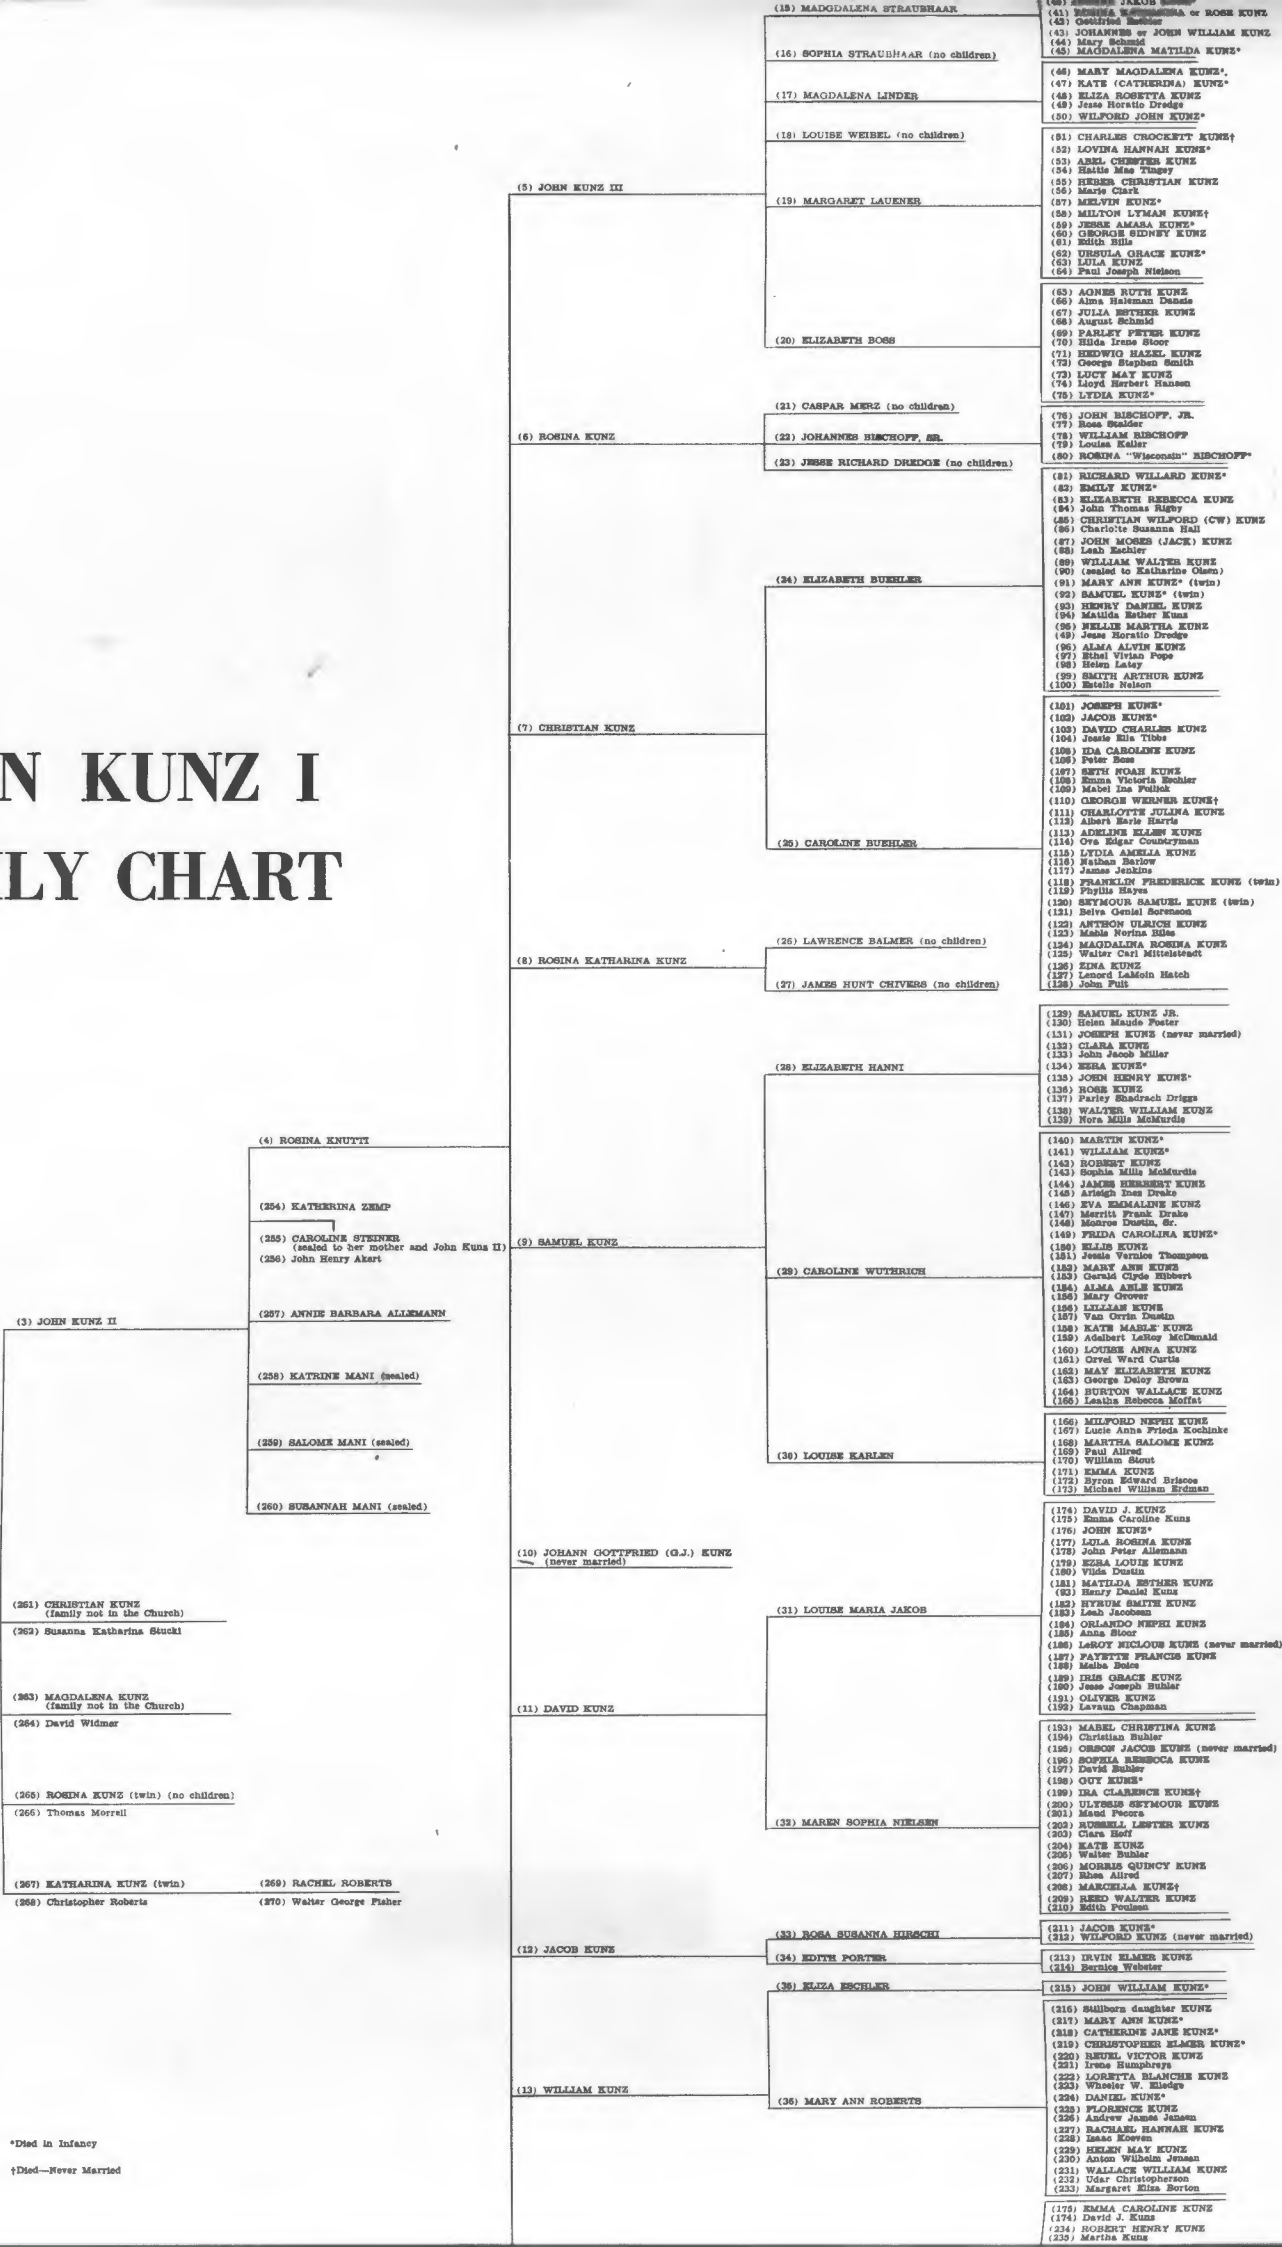 N KUNZ I
LY CHART
(3) JOHN KUNZ II
(261) CHRISTIAN KUNZ
(family not in the Church)
(262) Susanna Katharina Stucki
(263) MAGDALENA KUNZ
(family not in the Church)
(264) David Widmer
(265) ROSINA KUNZ (twin) (no children)
(266) Thomas Morrell
(267) KATHARINA KUNZ (twin)
(268) Christopher Roberts
*Died in Infancy
†Died—Never Married
(4) ROSINA KNUTTI
(254) KATHERINA ZEMP
(255) CAROLINE STEINER
(sealed to her mother and John Kunz II)
(256) John Henry Akert
(257) ANNIE BARBARA ALLEMANN
(258) KATRINE MANI (sealed)
(259) SALOME MANI (sealed)
(260) SUSANNAH MANI (sealed)
(269) RACHEL ROBERTS
(270) Walter George Fisher
(5) JOHN KUNZ III
(6) ROSINA KUNZ
(7) CHRISTIAN KUNZ
(8) ROSINA KATHARINA KUNZ
(9) SAMUEL KUNZ
(10) JOHANN GOTTFRIED (G.J.) KUNZ
(never married)
(11) DAVID KUNZ
(12) JACOB KUNZ
(13) WILLIAM KUNZ
(15) MADGDALENA STRAUBHAAR
(16) SOPHIA STRAUBHAAR (no children)
(17) MAGDALENA LINDER
(18) LOUISE WEIBEL (no children)
(19) MARGARET LAUENER
(20) ELIZABETH BOSS
(21) CASPAR MERZ (no children)
(22) JOHANNES BISCHOFF, SR.
(23) JESSE RICHARD DREDGE (no children)
(24) ELIZABETH BUEHLER
(25) CAROLINE BUEHLER
(26) LAWRENCE BALMER (no children)
(27) JAMES HUNT CHIVERS (no children)
(28) ELIZABETH HANNI
(29) CAROLINE WUTHRICH
(30) LOUISE KARLEN
(31) LOUISE MARIA JAKOB
(32) MAREN SOPHIA NIELSEN
(33) ROSA SUSANNA HIRSCHI
(34) EDITH PORTER
(35) ELIZA ESCHLER
(36) MARY ANN ROBERTS
JAKOB
(41) ROSINA or ROSE KUNZ
(42) Gottfried
(43) JOHANNES or JOHN WILLIAM KUNZ
(44) Mary Schmid
(45) MAGDALENA MATILDA KUNZ*
(46) MARY MAGDALENA KUNZ*,
(47) KATE (CATHERINA) KUNZ*
(48) ELIZA ROSETTA KUNZ
(49) Jesse Horatio Dredge
(50) WILFORD JOHN KUNZ*
(51) CHARLES CROCKETT KUNZ†
(52) LOVINA HANNAH KUNZ*
(53) ABEL CHESTER KUNZ
(54) Hattie Mae Tingey
(55) HEBER CHRISTIAN KUNZ
(56) Marie Clark
(57) MELVIN KUNZ*
(58) MILTON LYMAN KUNZ†
(59) JESSE AMASA KUNZ*
(60) GEORGE SIDNEY KUNZ
(61) Edith Bills
(62) URSULA GRACE KUNZ*
(63) LULA KUNZ
(64) Paul Joseph Nielson
(65) AGNES RUTH KUNZ
(66) Alma Haleman Dansie
(67) JULIA ESTHER KUNZ
(68) August Schmid
(69) PARLEY PETER KUNZ
(70) Hilda Irene Stoor
(71) HEDWIG HAZEL KUNZ
(72) George Stephen Smith
(73) LUCY MAY KUNZ
(74) Lloyd Herbert Hansen
(75) LYDIA KUNZ*
(76) JOHN BISCHOFF, JR.
(77) Rosa Stalder
(78) WILLIAM BISCHOFF
(79) Louisa Keller
(80) ROSINA "Wisconsin" BISCHOFF*
(81) RICHARD WILLARD KUNZ*
(82) EMILY KUNZ*
(83) ELIZABETH REBECCA KUNZ
(84) John Thomas Rigby
(85) CHRISTIAN WILFORD (CW) KUNZ
(86) Charlotte Susanna Hall
(87) JOHN MOSES (JACK) KUNZ
(88) Leah Eschler
(89) WILLIAM WALTER KUNZ
(90) (sealed to Katharine Olsen)
(91) MARY ANN KUNZ* (twin)
(92) SAMUEL KUNZ* (twin)
(93) HENRY DANIEL KUNZ
(94) Matilda Esther Kunz
(95) NELLIE MARTHA KUNZ
(49) Jesse Horatio Dredge
(96) ALMA ALVIN KUNZ
(97) Ethel Vivian Pope
(98) Helen Latey
(99) SMITH ARTHUR KUNZ
(100) Estelle Nelson
(101) JOSEPH KUNZ*
(102) JACOB KUNZ*
(103) DAVID CHARLES KUNZ
(104) Jessie Ella Tibbs
(105) IDA CAROLINE KUNZ
(106) Peter Boss
(107) SETH NOAH KUNZ
(108) Emma Victoria Eschler
(109) Mabel Ina Pollick
(110) GEORGE WERNER KUNZ†
(111) CHARLOTTE JULINA KUNZ
(112) Albert Earle Harris
(113) ADELINE ELLEN KUNZ
(114) Ova Edgar Countryman
(115) LYDIA AMELIA KUNZ
(116) Nathan Barlow
(117) James Jenkins
(118) FRANKLIN FREDERICK KUNZ (twin)
(119) Phyllis Hayes
(120) SEYMOUR SAMUEL KUNZ (twin)
(121) Belva Geniel Sorenson
(122) ANTHON ULRICH KUNZ
(123) Mable Norina Biles
(124) MAGDALINA ROSINA KUNZ
(125) Walter Carl Mittelsteadt
(126) ZINA KUNZ
(127) Lenord LaMoin Hatch
(128) John Fuit
(129) SAMUEL KUNZ JR.
(130) Helen Maude Foster
(131) JOSEPH KUNZ (never married)
(132) CLARA KUNZ
(133) John Jacob Miller
(134) EZRA KUNZ*
(135) JOHN HENRY KUNZ*
(136) ROSE KUNZ
(137) Parley Shadrach Driggs
(138) WALTER WILLIAM KUNZ
(139) Nora Mills McMurdie
(140) MARTIN KUNZ*
(141) WILLIAM KUNZ*
(142) ROBERT KUNZ
(143) Sophia Mills McMurdie
(144) JAMES HERBERT KUNZ
(145) Arleigh Ines Drake
(146) EVA EMMALINE KUNZ
(147) Merritt Frank Drake
(148) Monroe Dustin, Sr.
(149) FRIDA CAROLINA KUNZ*
(150) ELLIS KUNZ
(151) Jessie Vernice Thompson
(152) MARY ANN KUNZ
(153) Gerald Clyde Hibbert
(154) ALMA ABLE KUNZ
(155) Mary Grover
(156) LILLIAN KUNZ
(157) Van Orrin Dustin
(158) KATE MABLE KUNZ
(159) Adelbert LeRoy McDonald
(160) LOUISE ANNA KUNZ
(161) Orvel Ward Curtis
(162) MAY ELIZABETH KUNZ
(163) George Deloy Brown
(164) BURTON WALLACE KUNZ
(165) Leatha Rebecca Moffat
(166) MILFORD NEPHI KUNZ
(167) Lucie Anna Frieda Kochinke
(168) MARTHA SALOME KUNZ
(169) Paul Allred
(170) William Stout
(171) EMMA KUNZ
(172) Byron Edward Briscoe
(173) Michael William Erdman
(174) DAVID J. KUNZ
(175) Emma Caroline Kunz
(176) JOHN KUNZ*
(177) LULA ROSINA KUNZ
(178) John Peter Allemann
(179) EZRA LOUIE KUNZ
(180) Vilda Dustin
(181) MATILDA ESTHER KUNZ
(93) Henry Daniel Kunz
(182) HYRUM SMITH KUNZ
(183) Leah Jacobsen
(184) ORLANDO NEPHI KUNZ
(185) Anna Stoor
(186) LeROY NICLOUS KUNZ (never married)
(187) FAYETTE FRANCIS KUNZ
(188) Melba Boice
(189) IRIS GRACE KUNZ
(190) Jesse Joseph Buhler
(191) OLIVER KUNZ
(192) Lavaun Chapman
(193) MABEL CHRISTINA KUNZ
(194) Christian Buhler
(195) ORSON JACOB KUNZ (never married)
(196) SOPHIA REBECCA KUNZ
(197) David Buhler
(198) GUY KUNZ*
(199) IRA CLARENCE KUNZ†
(200) ULYSSIS SEYMOUR KUNZ
(201) Maud Pecora
(202) RUSSELL LESTER KUNZ
(203) Clara Hoff
(204) KATE KUNZ
(205) Walter Buhler
(206) MORRIS QUINCY KUNZ
(207) Rhea Allred
(208) MARCELLA KUNZ†
(209) REED WALTER KUNZ
(210) Edith Poulsen
(211) JACOB KUNZ*
(212) WILFORD KUNZ (never married)
(213) IRVIN ELMER KUNZ
(214) Bernice Webster
(215) JOHN WILLIAM KUNZ*
(216) Stillborn daughter KUNZ
(217) MARY ANN KUNZ*
(218) CATHERINE JANE KUNZ*
(219) CHRISTOPHER ELMER KUNZ*
(220) REUEL VICTOR KUNZ
(221) Irene Humphreys
(222) LORETTA BLANCHE KUNZ
(223) Wheeler W. Elledge
(224) DANIEL KUNZ*
(225) FLORENCE KUNZ
(226) Andrew James Jensen
(227) RACHAEL HANNAH KUNZ
(228) Isaac Koeven
(229) HELEN MAY KUNZ
(230) Anton Wilhelm Jensen
(231) WALLACE WILLIAM KUNZ
(232) Udar Christopherson
(233) Margaret Eliza Borton
(175) EMMA CAROLINE KUNZ
(174) David J. Kunz
(234) ROBERT HENRY KUNZ
(235) Martha Kunz